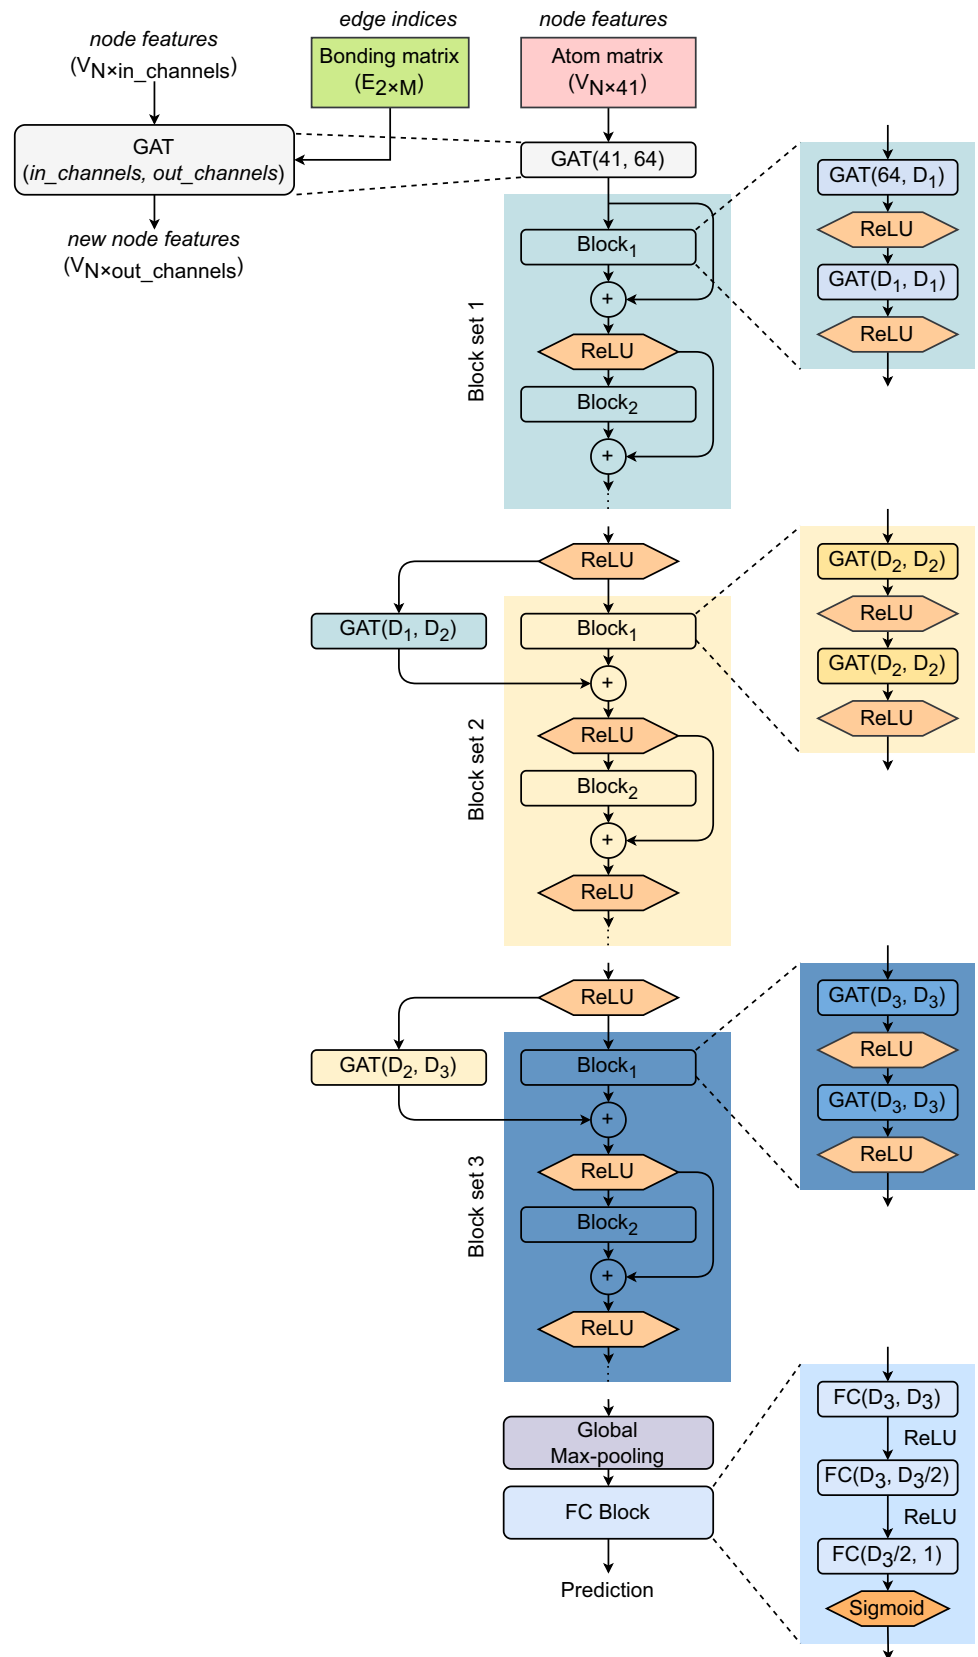 node features
(VN×in_channels)
edge indices
Bonding matrix
(E2×M)
node features
Atom matrix
(VN×41)
GAT
(in_channels, out_channels)
new node features
(VN×out_channels)
GAT(41, 64)
Block set 1
Block1
+
ReLU
Block2
+
GAT(64, D1)
ReLU
GAT(D1, D1)
ReLU
ReLU
GAT(D1, D2)
Block set 2
Block1
+
ReLU
Block2
+
ReLU
GAT(D2, D2)
ReLU
GAT(D2, D2)
ReLU
ReLU
GAT(D2, D3)
Block set 3
Block1
+
ReLU
Block2
+
ReLU
GAT(D3, D3)
ReLU
GAT(D3, D3)
ReLU
Global
Max-pooling
FC Block
Prediction
FC(D3, D3)
ReLU
FC(D3, D3/2)
ReLU
FC(D3/2, 1)
Sigmoid